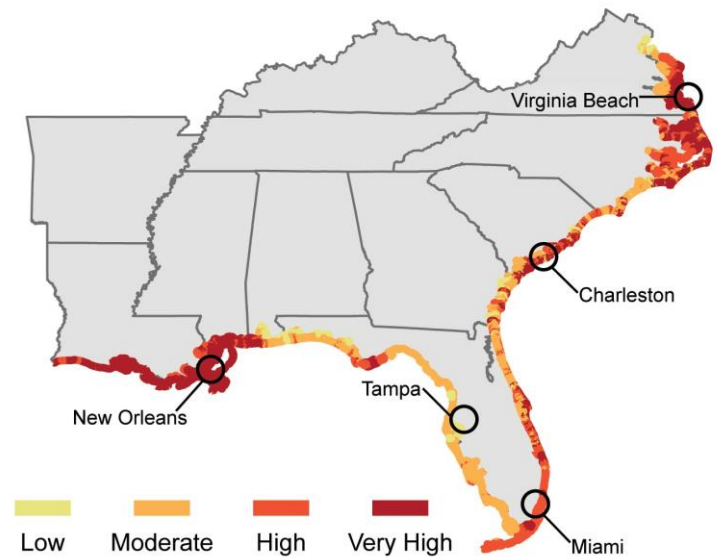 Virginia Beach
Charleston
New Orleans
Tampa
Miami
Low Moderate High Very High